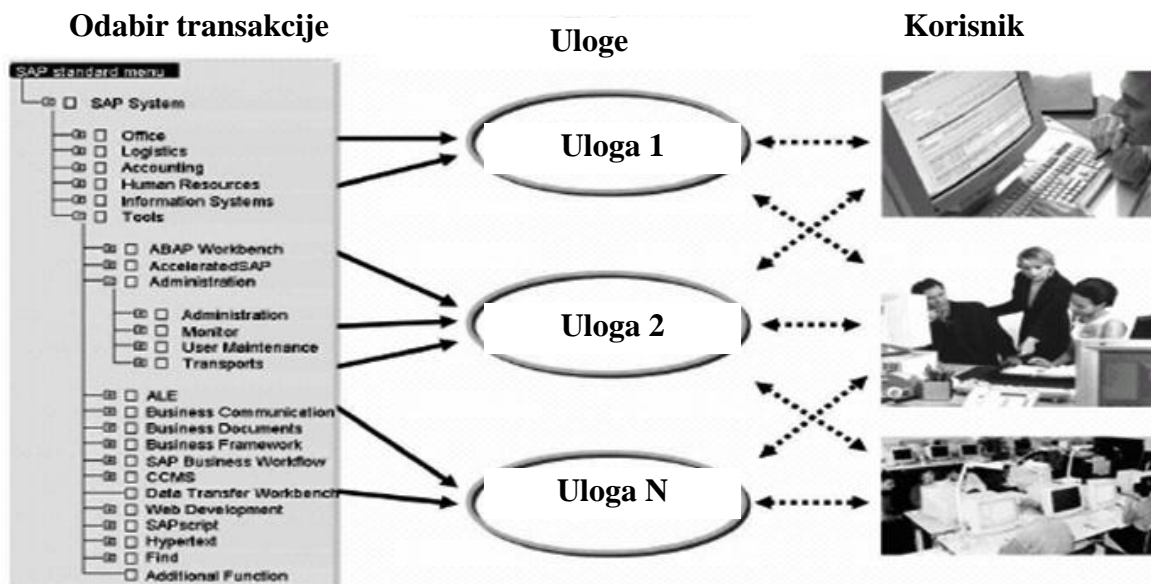 Odabir transakcije
Uloge
Korisnik
SAP standard menu
SAP System
Office
Logistics
Accounting
Human Resources
Information Systems
Tools
ABAP Workbench
AcceleratedSAP
Administration
Administration
Monitor
User Maintenance
Transports
ALE
Business Communication
Business Documents
Business Framework
SAP Business Workflow
CCMS
Data Transfer Workbench
Web Development
SAPscript
Hypertext
Find
Additional Function
Uloga 1
Uloga 2
Uloga N